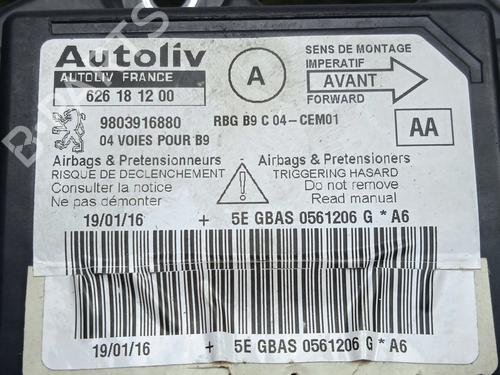 Autoliv
AUTOLIV FRANCE
626 18 12 00
A
SENS DE MONTAGE
IMPERATIF
AVANT
FORWARD
9803916880
RBG B9 C 04-CEM01
04 VOIES POUR B9
AA
Airbags & Pretensionneurs
RISQUE DE DECLENCHEMENT
Consulter la notice
Ne pas démonter
Airbags & Pretensioners
TRIGGERING HASARD
Do not remove
Read manual
19/01/16 + 5E GBAS 0561206 G * A6
19/01/16 + 5E GBAS 0561206 G * A6